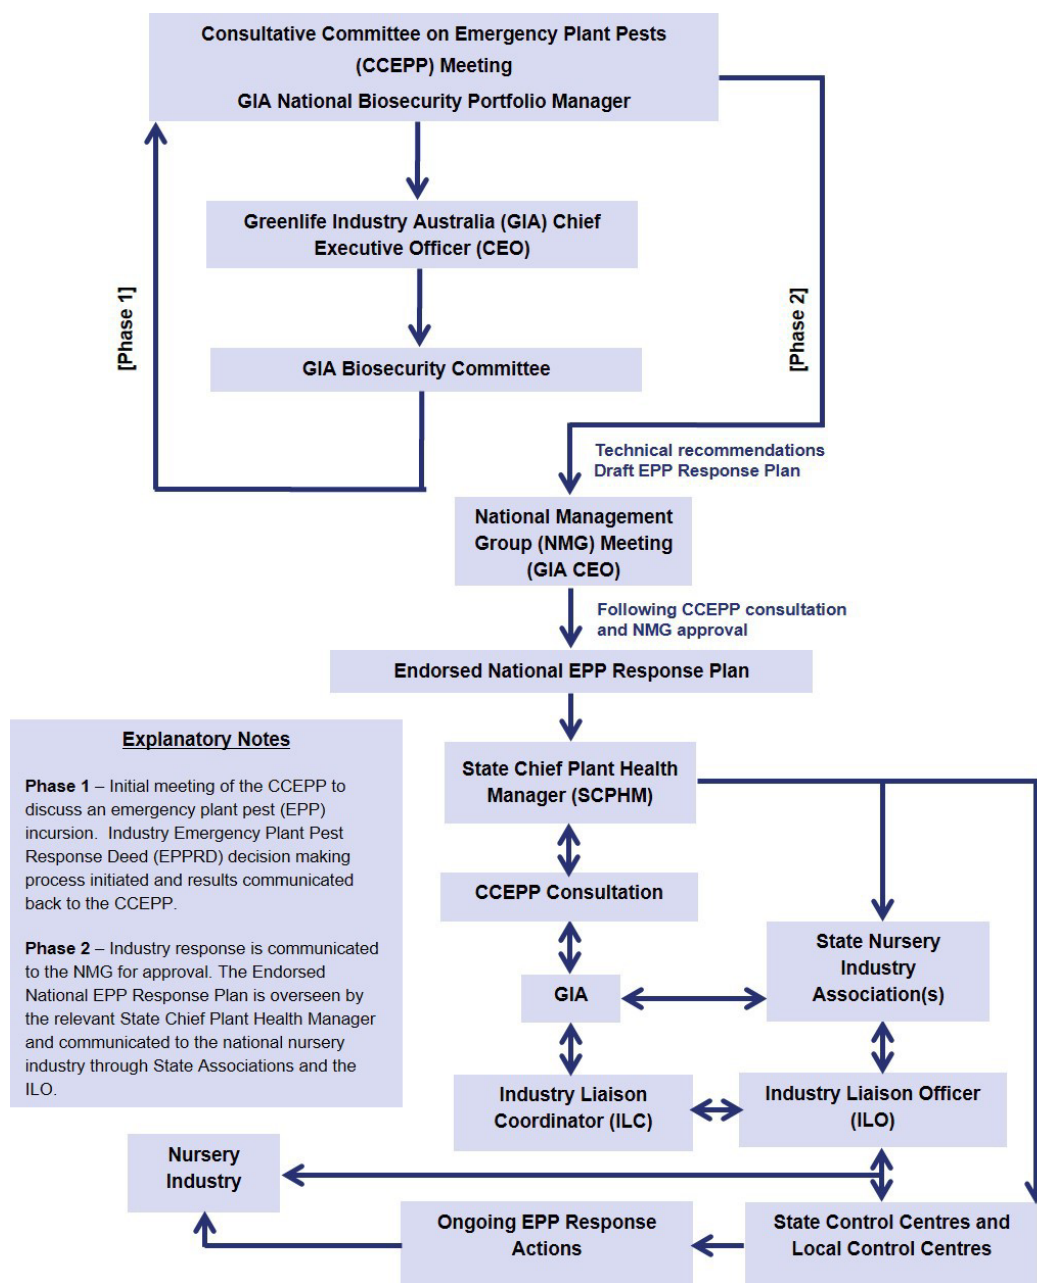 Consultative Committee on Emergency Plant Pests
(CCEPP) Meeting
GIA National Biosecurity Portfolio Manager
Greenlife Industry Australia (GIA) Chief
Executive Officer (CEO)
[Phase 1]
[Phase 2]
GIA Biosecurity Committee
Technical recommendations
Draft EPP Response Plan
National Management
Group (NMG) Meeting
(GIA CEO)
Following CCEPP consultation
and NMG approval
Endorsed National EPP Response Plan
Explanatory Notes
Phase 1 – Initial meeting of the CCEPP to
discuss an emergency plant pest (EPP)
incursion.  Industry Emergency Plant Pest
Response Deed (EPPRD) decision making
process initiated and results communicated
back to the CCEPP.
Phase 2 – Industry response is communicated
to the NMG for approval. The Endorsed
National EPP Response Plan is overseen by
the relevant State Chief Plant Health Manager
and communicated to the national nursery
industry through State Associations and the
ILO.
State Chief Plant Health
Manager (SCPHM)
CCEPP Consultation
State Nursery
Industry
Association(s)
GIA
Industry Liaison
Coordinator (ILC)
Industry Liaison Officer
(ILO)
Nursery
Industry
Ongoing EPP Response
Actions
State Control Centres and
Local Control Centres